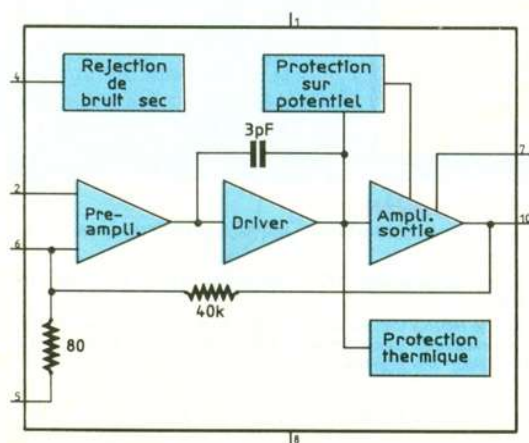 1
4
Rejection
de
bruit sec
Protection
sur
potentiel
3pF
7
2
Pre-
ampli.
Driver
Ampli.
sortie
10
6
40k
80
Protection
thermique
5
8